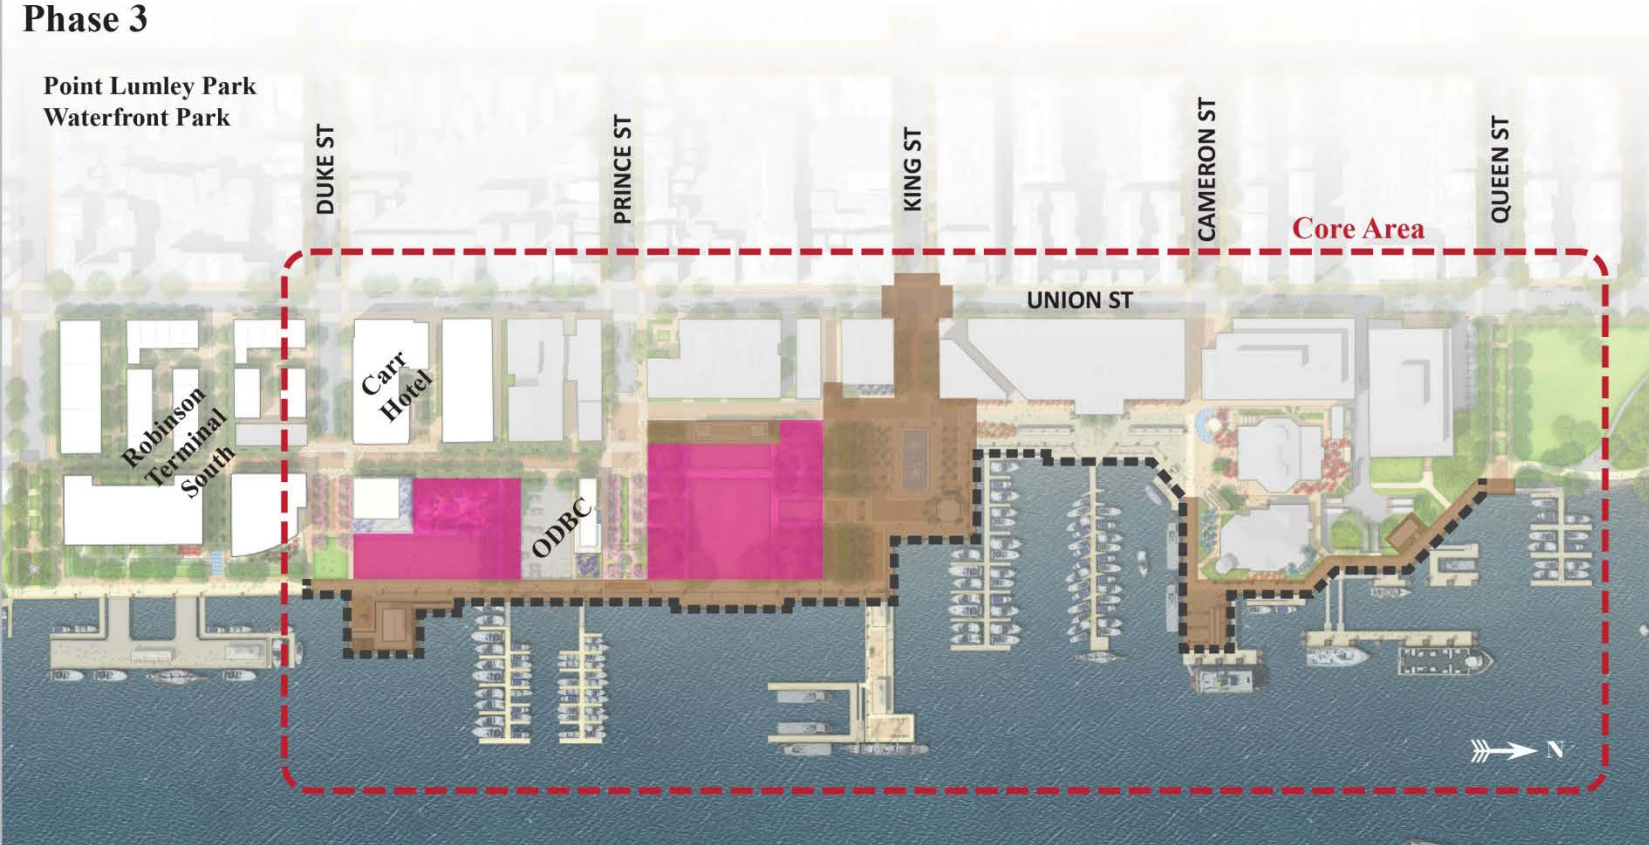 Phase 3
Point Lumley Park
Waterfront Park
DUKE ST
PRINCE ST
KING ST
CAMERON ST
QUEEN ST
Core Area
UNION ST
Carr
Hotel
Robinson
Terminal
South
ODBC
N